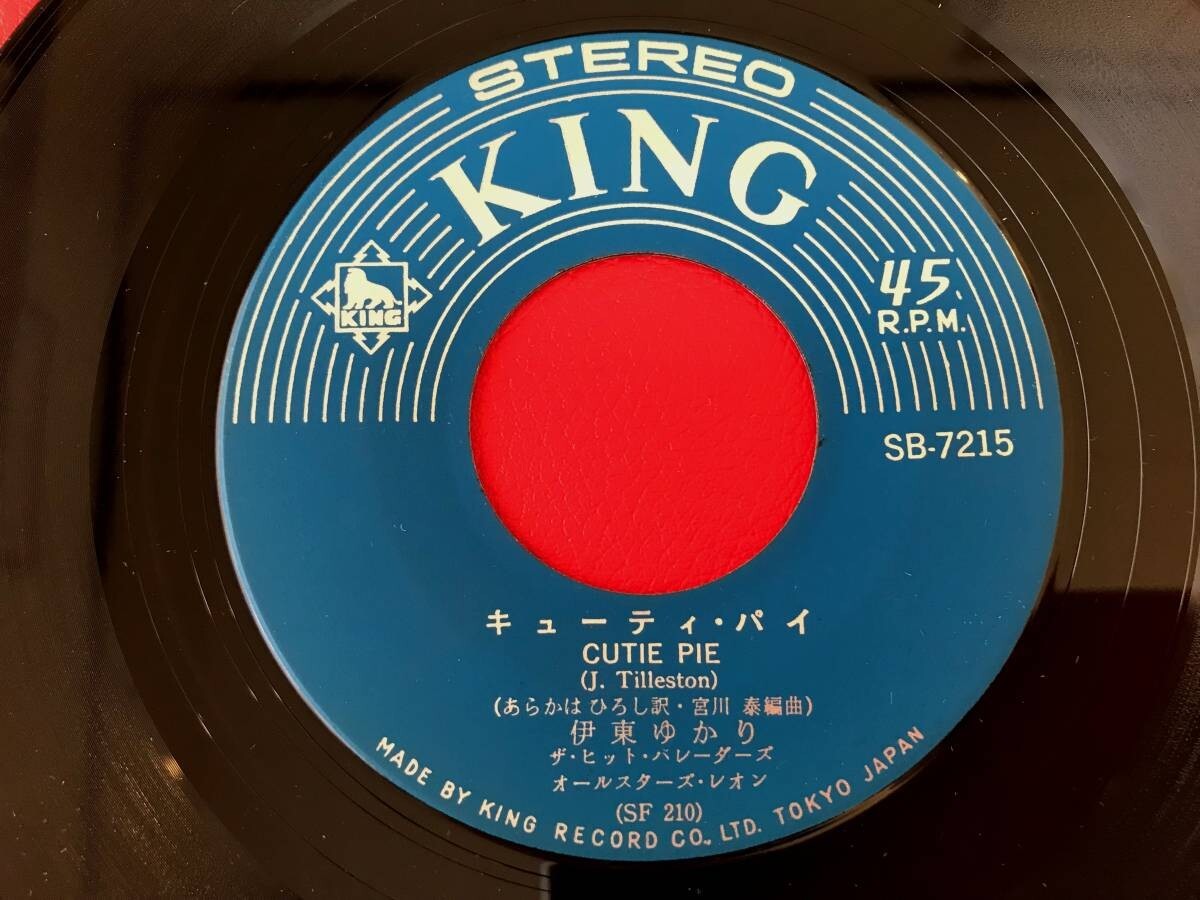 STEREO
KING
KING
45
R.P.M.
SB-7215
キューティ・パイ
CUTIE PIE
(J. Tilleston)
(あらかは ひろし訳・宮川 泰編曲)
伊東ゆかり
ザ・ヒット・パレーダーズ
オールスターズ・レオン
(SF 210)
MADE BY KING RECORD CO., LTD. TOKYO JAPAN